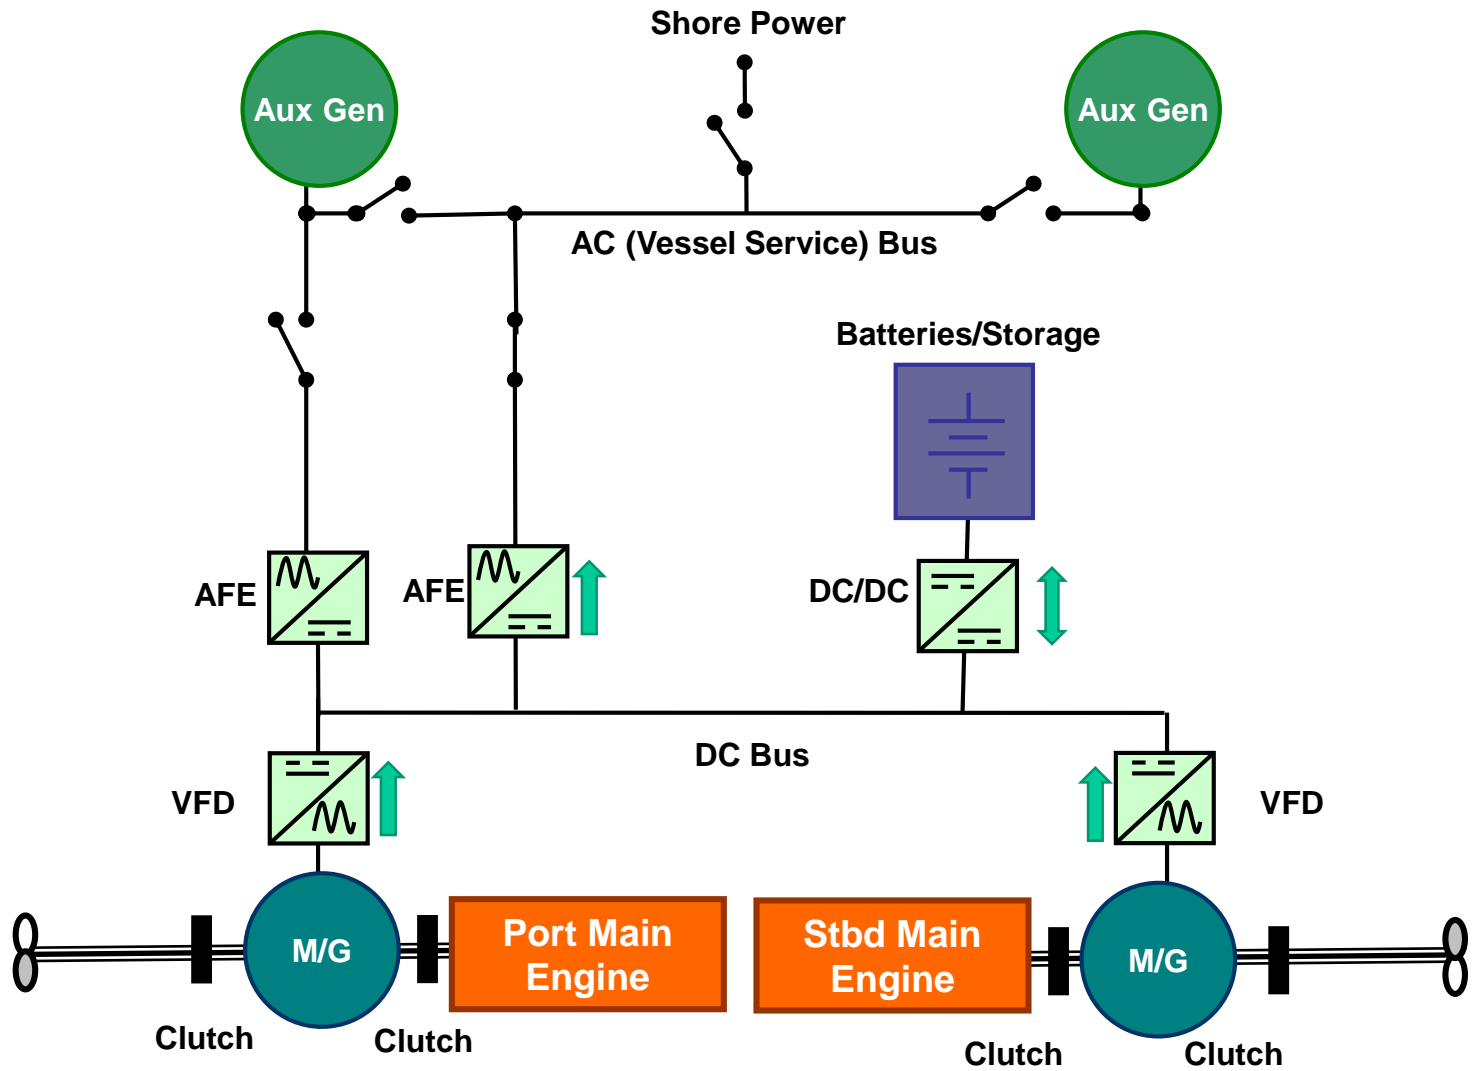 Shore Power
Aux Gen
Aux Gen
AC (Vessel Service) Bus
Batteries/Storage
AFE
AFE
DC/DC
DC Bus
VFD
VFD
M/G
Port Main
Engine
Stbd Main
Engine
M/G
Clutch
Clutch
Clutch
Clutch